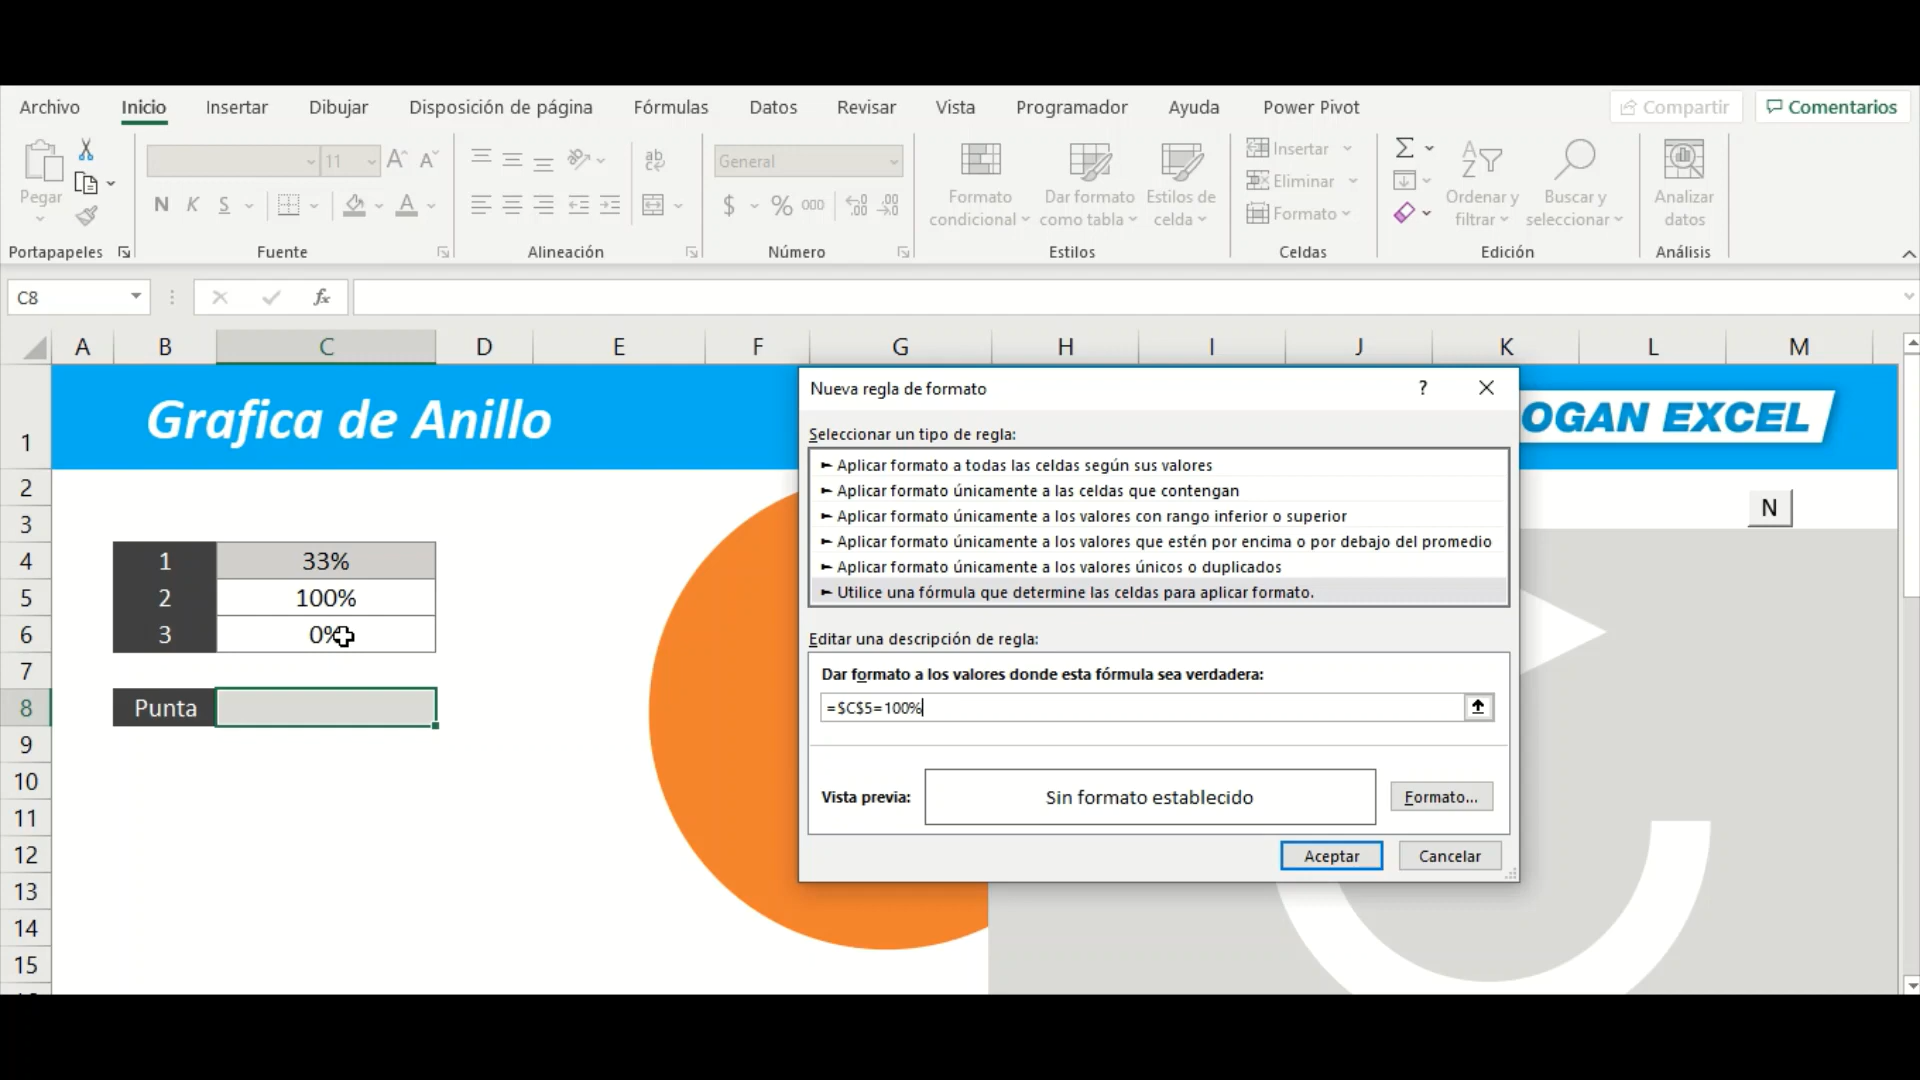 Archivo Inicio Insertar Dibujar Disposición de página Fórmulas Datos Revisar Vista Programador Ayuda Power Pivot Compartir Comentarios
Pegar
11
N K S
ab
General
$ % 000
Formato condicional
Dar formato como tabla
Estilos de celda
Insertar
Eliminar
Formato
Ordenar y filtrar
Buscar y seleccionar
Analizar datos
Portapapeles Fuente Alineación Número Estilos Celdas Edición Análisis
C8 fx
A B C D E F G H I J K L M
1 Grafica de Anillo
OGAN EXCEL
2
3
N
4 1 33%
5 2 100%
6 3 0%
7
8 Punta
9
10
11
12
13
14
15
Nueva regla de formato ?
Seleccionar un tipo de regla:
► Aplicar formato a todas las celdas según sus valores
► Aplicar formato únicamente a las celdas que contengan
► Aplicar formato únicamente a los valores con rango inferior o superior
► Aplicar formato únicamente a los valores que estén por encima o por debajo del promedio
► Aplicar formato únicamente a los valores únicos o duplicados
► Utilice una fórmula que determine las celdas para aplicar formato.
Editar una descripción de regla:
Dar formato a los valores donde esta fórmula sea verdadera:
=$C$5=100%
Vista previa: Sin formato establecido Formato...
Aceptar Cancelar